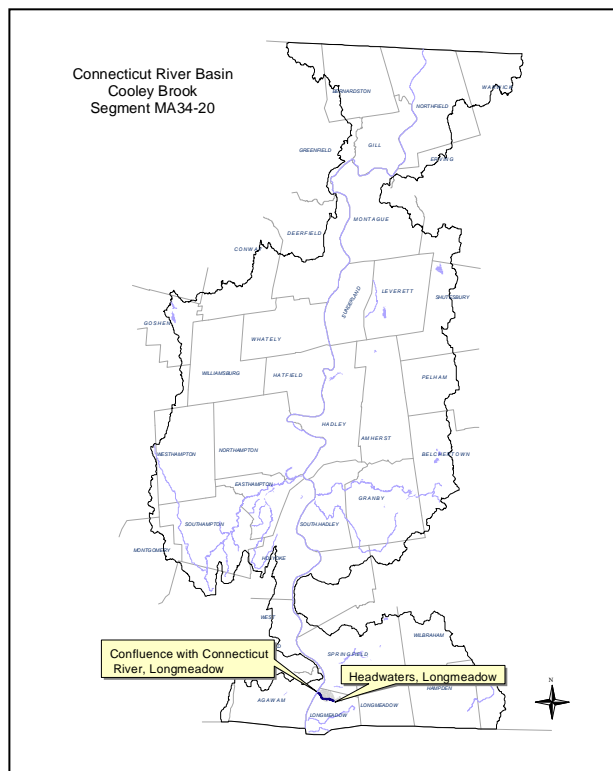 Connecticut River Basin
Cooley Brook
Segment MA34-20
BERNARDSTON
NORTHFIELD
WARWICK
GILL
GREENFIELD
ERVING
MONTAGUE
DEERFIELD
CONWAY
SUNDERLAND
LEVERETT
SHUTESBURY
GOSHEN
WHATELY
WILLIAMSBURG
HATFIELD
PELHAM
HADLEY
AMHERST
WESTHAMPTON
NORTHAMPTON
BELCHERTOWN
EASTHAMPTON
GRANBY
SOUTHAMPTON
SOUTH HADLEY
MONTGOMERY
HOLYOKE
WEST
WILBRAHAM
Confluence with Connecticut
River, Longmeadow
SPRINGFIELD
Headwaters, Longmeadow
HAMPDEN
AGAWAM
LONGMEADOW
LONGMEADOW
N